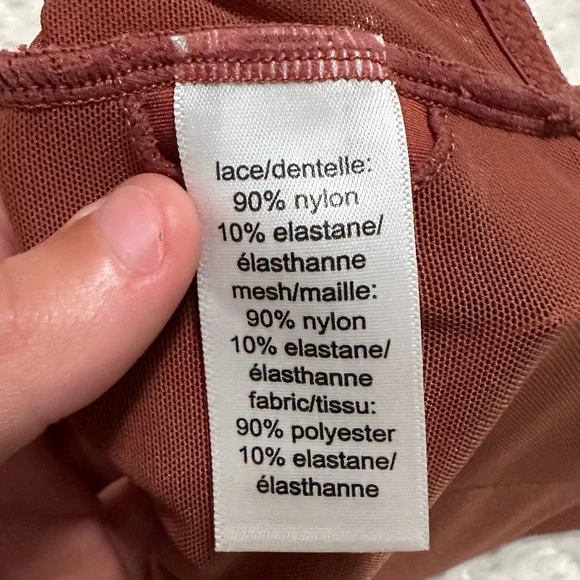 lace/dentelle:
90% nylon
10% elastane/
élasthanne
mesh/maille:
90% nylon
10% elastane/
élasthanne
fabric/tissu:
90% polyester
10% elastane/
élasthanne